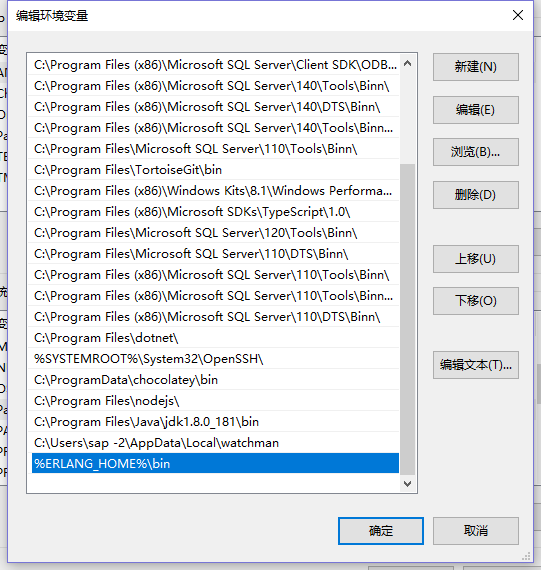 编辑环境变量
C:\Program Files (x86)\Microsoft SQL Server\Client SDK\ODB...
C:\Program Files (x86)\Microsoft SQL Server\140\Tools\Binn\
C:\Program Files (x86)\Microsoft SQL Server\140\DTS\Binn\
C:\Program Files (x86)\Microsoft SQL Server\140\Tools\Binn...
C:\Program Files\Microsoft SQL Server\110\Tools\Binn\
C:\Program Files\TortoiseGit\bin
C:\Program Files (x86)\Windows Kits\8.1\Windows Performa...
C:\Program Files (x86)\Microsoft SDKs\TypeScript\1.0\
C:\Program Files\Microsoft SQL Server\120\Tools\Binn\
C:\Program Files\Microsoft SQL Server\110\DTS\Binn\
C:\Program Files (x86)\Microsoft SQL Server\110\Tools\Binn\
C:\Program Files (x86)\Microsoft SQL Server\110\Tools\Binn...
C:\Program Files (x86)\Microsoft SQL Server\110\DTS\Binn\
C:\Program Files\dotnet\
%SYSTEMROOT%\System32\OpenSSH\
C:\ProgramData\chocolatey\bin
C:\Program Files\nodejs\
C:\Program Files\Java\jdk1.8.0_181\bin
C:\Users\sap -2\AppData\Local\watchman
%ERLANG_HOME%\bin
新建(N)
编辑(E)
浏览(B)...
删除(D)
上移(U)
下移(O)
编辑文本(T)...
确定
取消